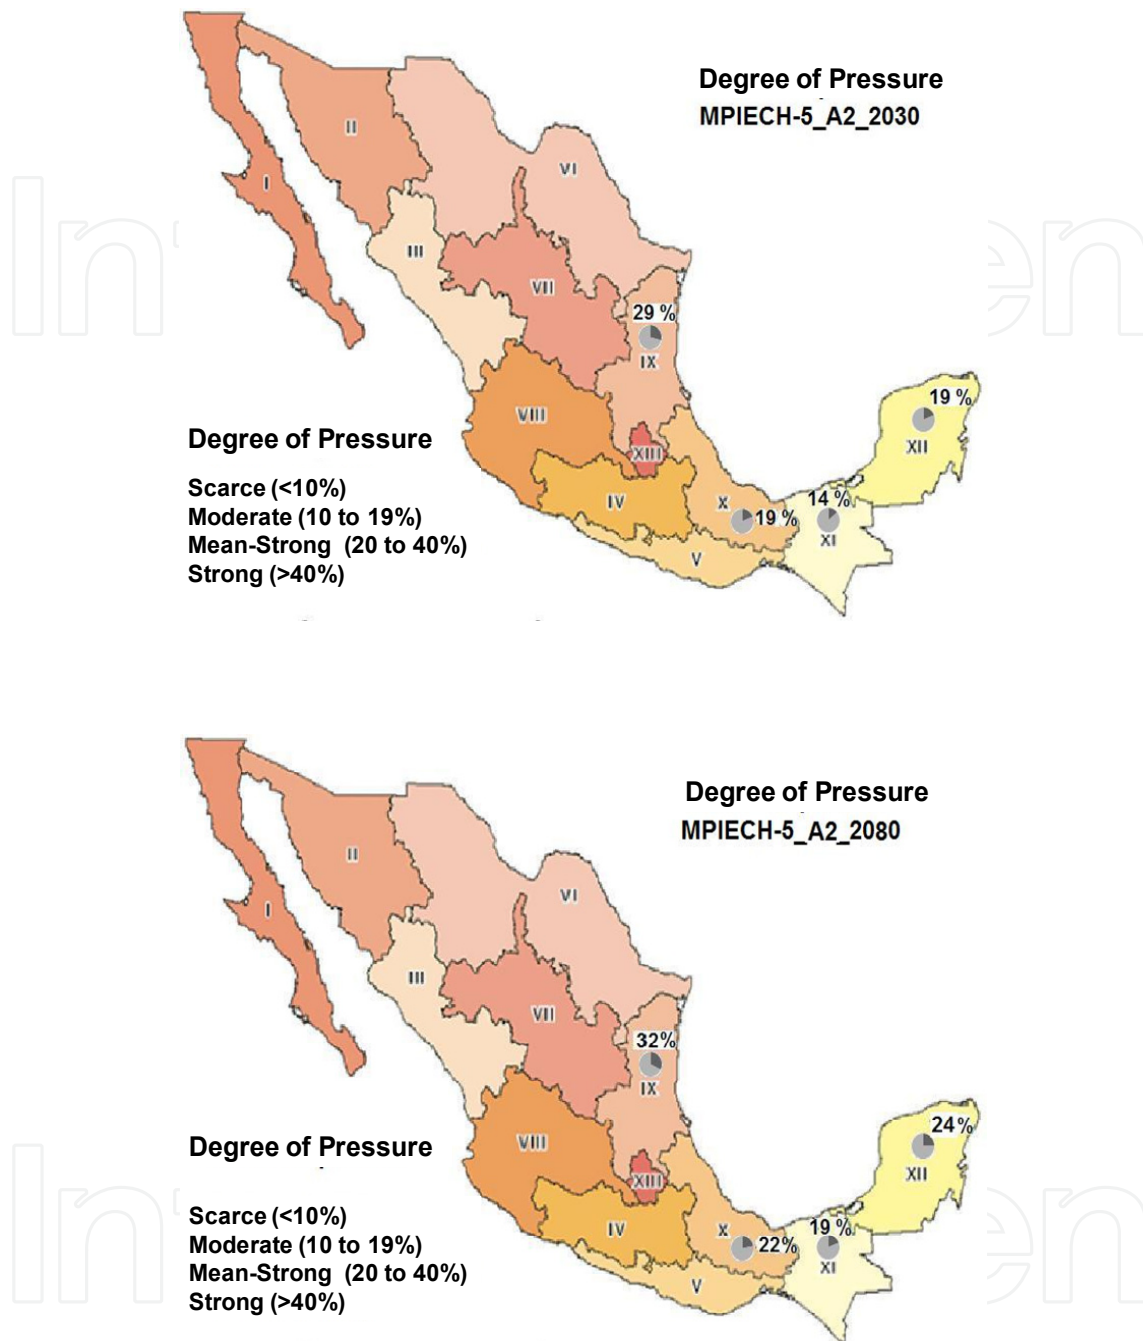 Degree of Pressure
MPIECH-5_A2_2030
II
VI
I
III
VII
29 %
IX
19 %
VIII
XII
Degree of Pressure
XIII
Scarce (<10%)
Moderate (10 to 19%)
Mean-Strong (20 to 40%)
Strong (>40%)
IV
X
19 %
14 %
XI
V
Degree of Pressure
MPIECH-5_A2_2080
II
VI
I
III
VII
32%
IX
24%
VIII
XII
Degree of Pressure
XIII
Scarce (<10%)
Moderate (10 to 19%)
Mean-Strong (20 to 40%)
Strong (>40%)
IV
X
22%
19 %
XI
V